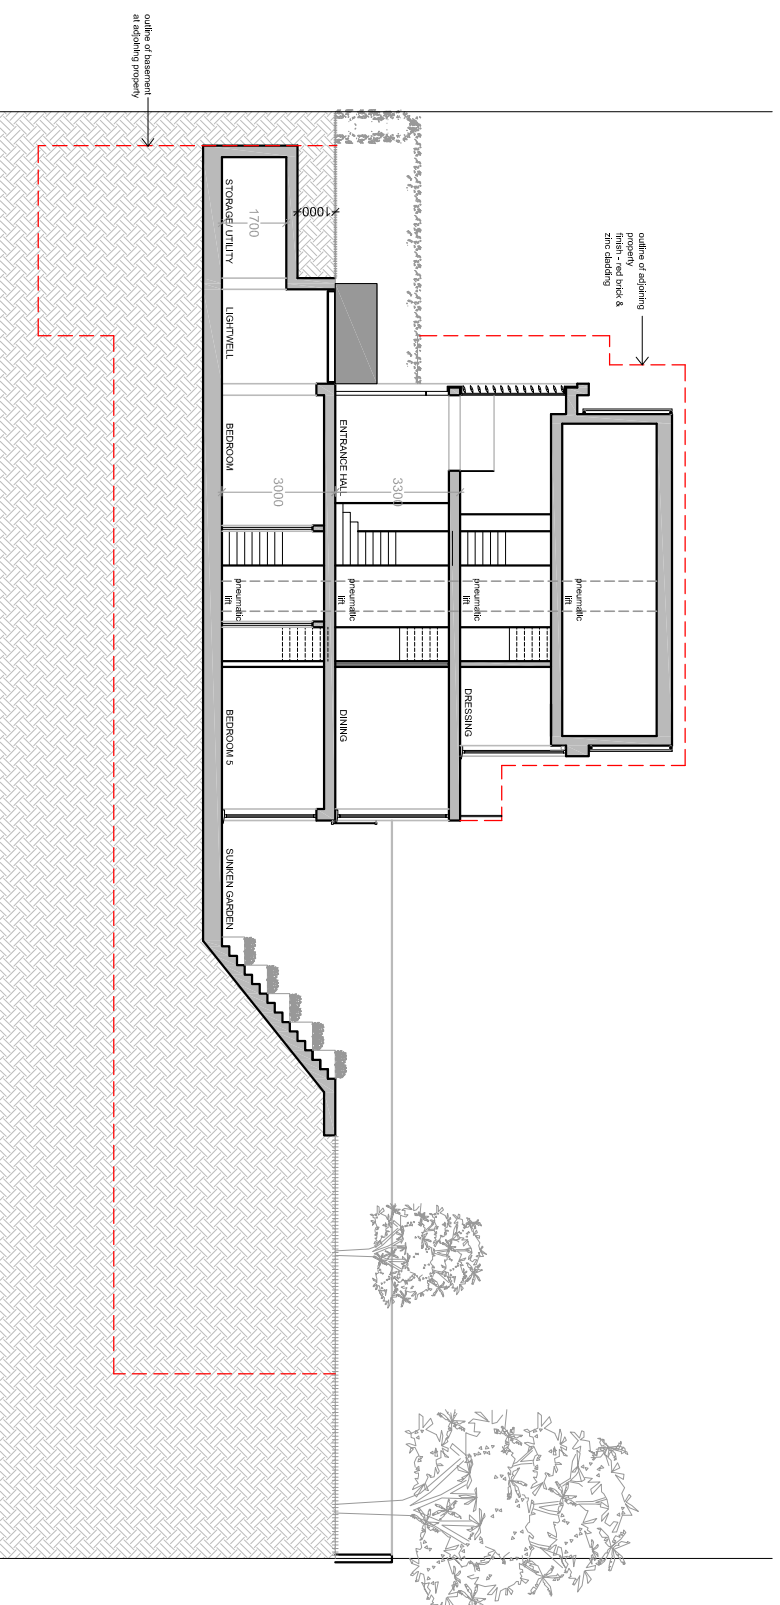 outline of adjoining
property
finish - red brick &
zinc cladding
outline of basement
at adjoining property
pneumatic
lift
DRESSING
pneumatic
lift
ENTRANCE HAL
3300
pneumatic
lift
DINING
1000
STORAGE/ UTILITY
1700
LIGHTWELL
BEDROOM
3000
pneumatic
lift
BEDROOM 5
SUNKEN GARDEN